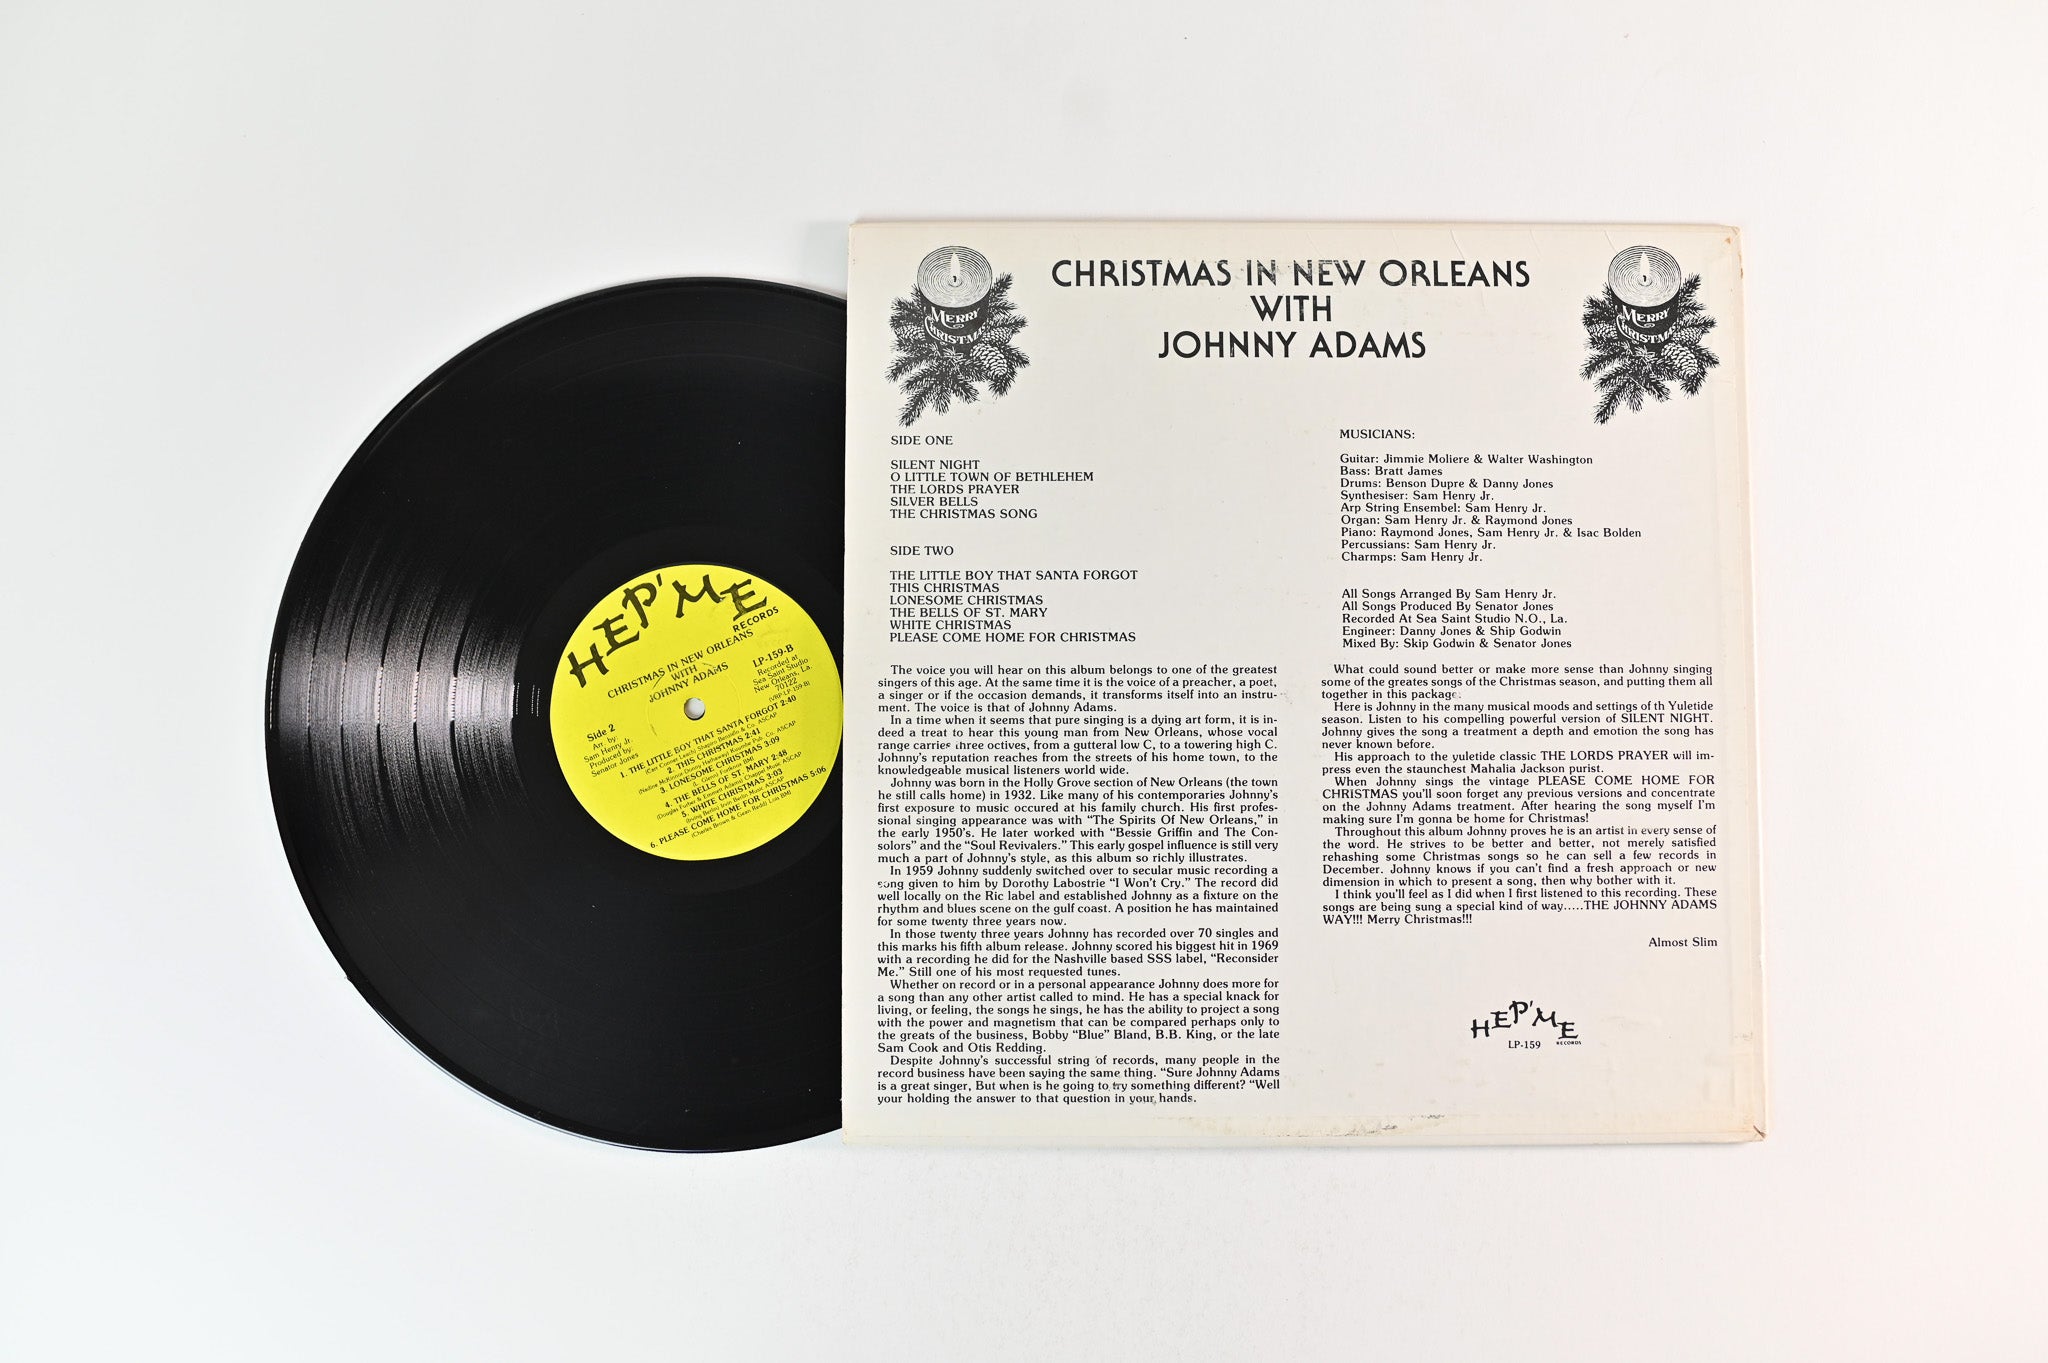 HEP'ME
RECORDS
CHRISTMAS IN NEW ORLEANS
WITH
JOHNNY ADAMS
LP-159-B
Recorded at
Sea Saint Studio
New Orleans, La.
70122
(VRP-LP-159-B)
Side 2
Arr. by:
Sam Henry Jr.
Produced by:
Senator Jones
1. THE LITTLE BOY THAT SANTA FORGOT 2:40
2. THIS CHRISTMAS 2:41
3. LONESOME CHRISTMAS 3:09
4. THE BELLS OF ST. MARY 2:48
5. WHITE CHRISTMAS 3:03
(Irving Berlin) Irving Berlin Music ASCAP
6. PLEASE COME HOME FOR CHRISTMAS 5:06
(Charles Brown & Gean Redd) Lois BMI
CHRISTMAS IN NEW ORLEANS
WITH
JOHNNY ADAMS
MERRY
CHRISTMAS
MERRY
CHRISTMAS
SIDE ONE
SILENT NIGHT
O LITTLE TOWN OF BETHLEHEM
THE LORDS PRAYER
SILVER BELLS
THE CHRISTMAS SONG
SIDE TWO
THE LITTLE BOY THAT SANTA FORGOT
THIS CHRISTMAS
LONESOME CHRISTMAS
THE BELLS OF ST. MARY
WHITE CHRISTMAS
PLEASE COME HOME FOR CHRISTMAS
MUSICIANS:
Guitar: Jimmie Moliere & Walter Washington
Bass: Bratt James
Drums: Benson Dupre & Danny Jones
Synthesiser: Sam Henry Jr.
Arp String Ensembel: Sam Henry Jr.
Organ: Sam Henry Jr. & Raymond Jones
Piano: Raymond Jones, Sam Henry Jr. & Isac Bolden
Percussians: Sam Henry Jr.
Charmps: Sam Henry Jr.
All Songs Arranged By Sam Henry Jr.
All Songs Produced By Senator Jones
Recorded At Sea Saint Studio N.O., La.
Engineer: Danny Jones & Ship Godwin
Mixed By: Skip Godwin & Senator Jones
The voice you will hear on this album belongs to one of the greatest
singers of this age. At the same time it is the voice of a preacher, a poet,
a singer or if the occasion demands, it transforms itself into an instru-
ment. The voice is that of Johnny Adams.
In a time when it seems that pure singing is a dying art form, it is in-
deed a treat to hear this young man from New Orleans, whose vocal
range carries three octives, from a gutteral low C, to a towering high C.
Johnny's reputation reaches from the streets of his home town, to the
knowledgeable musical listeners world wide.
Johnny was born in the Holly Grove section of New Orleans (the town
he still calls home) in 1932. Like many of his contemporaries Johnny's
first exposure to music occured at his family church. His first profes-
sional singing appearance was with "The Spirits Of New Orleans," in
the early 1950's. He later worked with "Bessie Griffin and The Con-
solors" and the "Soul Revivalers." This early gospel influence is still very
much a part of Johnny's style, as this album so richly illustrates.
In 1959 Johnny suddenly switched over to secular music recording a
song given to him by Dorothy Labostrie "I Won't Cry." The record did
well locally on the Ric label and established Johnny as a fixture on the
rhythm and blues scene on the gulf coast. A position he has maintained
for some twenty three years now.
In those twenty three years Johnny has recorded over 70 singles and
this marks his fifth album release. Johnny scored his biggest hit in 1969
with a recording he did for the Nashville based SSS label, "Reconsider
Me." Still one of his most requested tunes.
Whether on record or in a personal appearance Johnny does more for
a song than any other artist called to mind. He has a special knack for
living, or feeling, the songs he sings, he has the ability to project a song
with the power and magnetism that can be compared perhaps only to
the greats of the business, Bobby "Blue" Bland, B.B. King, or the late
Sam Cook and Otis Redding.
Despite Johnny's successful string of records, many people in the
record business have been saying the same thing. "Sure Johnny Adams
is a great singer, But when is he going to try something different? "Well
your holding the answer to that question in your hands.
What could sound better or make more sense than Johnny singing
some of the greates songs of the Christmas season, and putting them all
together in this package.
Here is Johnny in the many musical moods and settings of th Yuletide
season. Listen to his compelling powerful version of SILENT NIGHT.
Johnny gives the song a treatment a depth and emotion the song has
never known before.
His approach to the yuletide classic THE LORDS PRAYER will im-
press even the staunchest Mahalia Jackson purist.
When Johnny sings the vintage PLEASE COME HOME FOR
CHRISTMAS you'll soon forget any previous versions and concentrate
on the Johnny Adams treatment. After hearing the song myself I'm
making sure I'm gonna be home for Christmas!
Throughout this album Johnny proves he is an artist in every sense of
the word. He strives to be better and better, not merely satisfied
rehashing some Christmas songs so he can sell a few records in
December. Johnny knows if you can't find a fresh approach or new
dimension in which to present a song, then why bother with it.
I think you'll feel as I did when I first listened to this recording. These
songs are being sung a special kind of way.....THE JOHNNY ADAMS
WAY!!! Merry Christmas!!!
Almost Slim
HEP'ME
RECORDS
LP-159